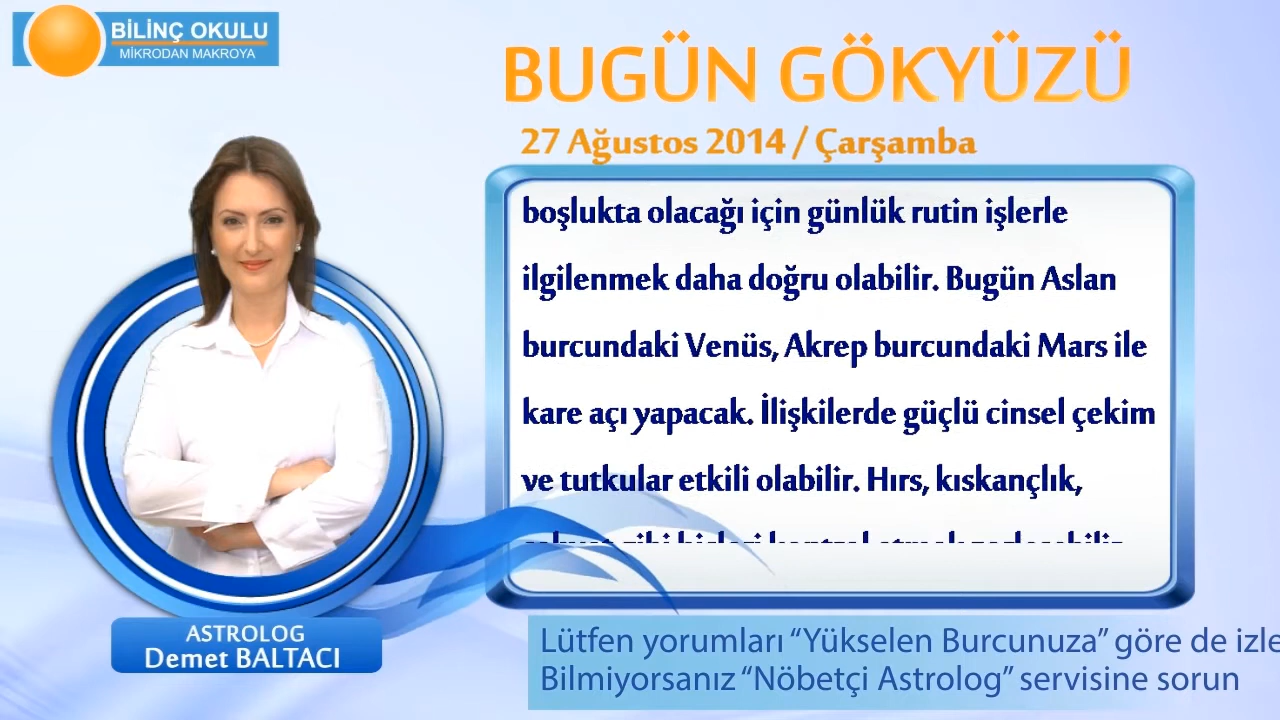 BİLİNÇ OKULU
MİKRODAN MAKROYA
BUGÜN GÖKYÜZÜ
27 Ağustos 2014 / Çarşamba
boşlukta olacağı için günlük rutin işlerle
ilgilenmek daha doğru olabilir. Bugün Aslan
burcundaki Venüs, Akrep burcundaki Mars ile
kare açı yapacak. İlişkilerde güçlü cinsel çekim
ve tutkular etkili olabilir. Hırs, kıskançlık,
ASTROLOG
Demet BALTACI
Lütfen yorumları “Yükselen Burcunuza” göre de izle
Bilmiyorsanız “Nöbetçi Astrolog” servisine sorun